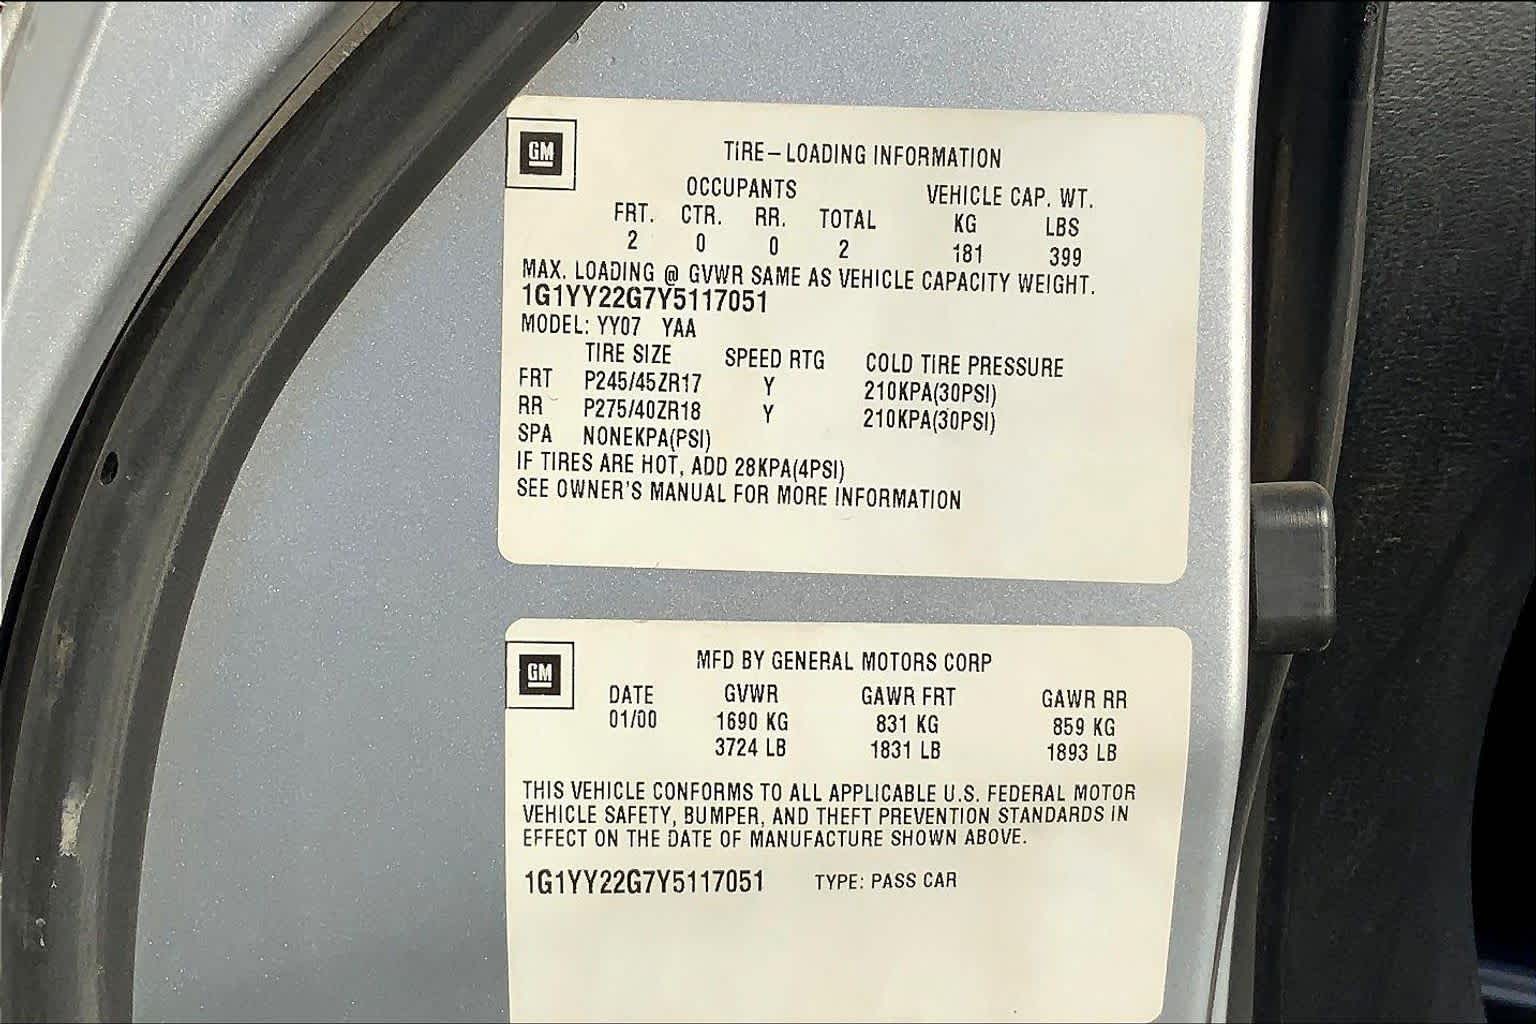 GM
TIRE-LOADING INFORMATION
OCCUPANTS VEHICLE CAP. WT.
FRT. CTR. RR. TOTAL KG LBS
2 0 0 2 181 399
MAX. LOADING @ GVWR SAME AS VEHICLE CAPACITY WEIGHT.
1G1YY22G7Y5117051
MODEL: YY07 YAA
TIRE SIZE SPEED RTG COLD TIRE PRESSURE
FRT P245/45ZR17 Y 210KPA(30PSI)
RR P275/40ZR18 Y 210KPA(30PSI)
SPA NONEKPA(PSI)
IF TIRES ARE HOT, ADD 28KPA(4PSI)
SEE OWNER'S MANUAL FOR MORE INFORMATION
GM
MFD BY GENERAL MOTORS CORP
DATE GVWR GAWR FRT GAWR RR
01/00 1690 KG 831 KG 859 KG
3724 LB 1831 LB 1893 LB
THIS VEHICLE CONFORMS TO ALL APPLICABLE U.S. FEDERAL MOTOR
VEHICLE SAFETY, BUMPER, AND THEFT PREVENTION STANDARDS IN
EFFECT ON THE DATE OF MANUFACTURE SHOWN ABOVE.
1G1YY22G7Y5117051 TYPE: PASS CAR